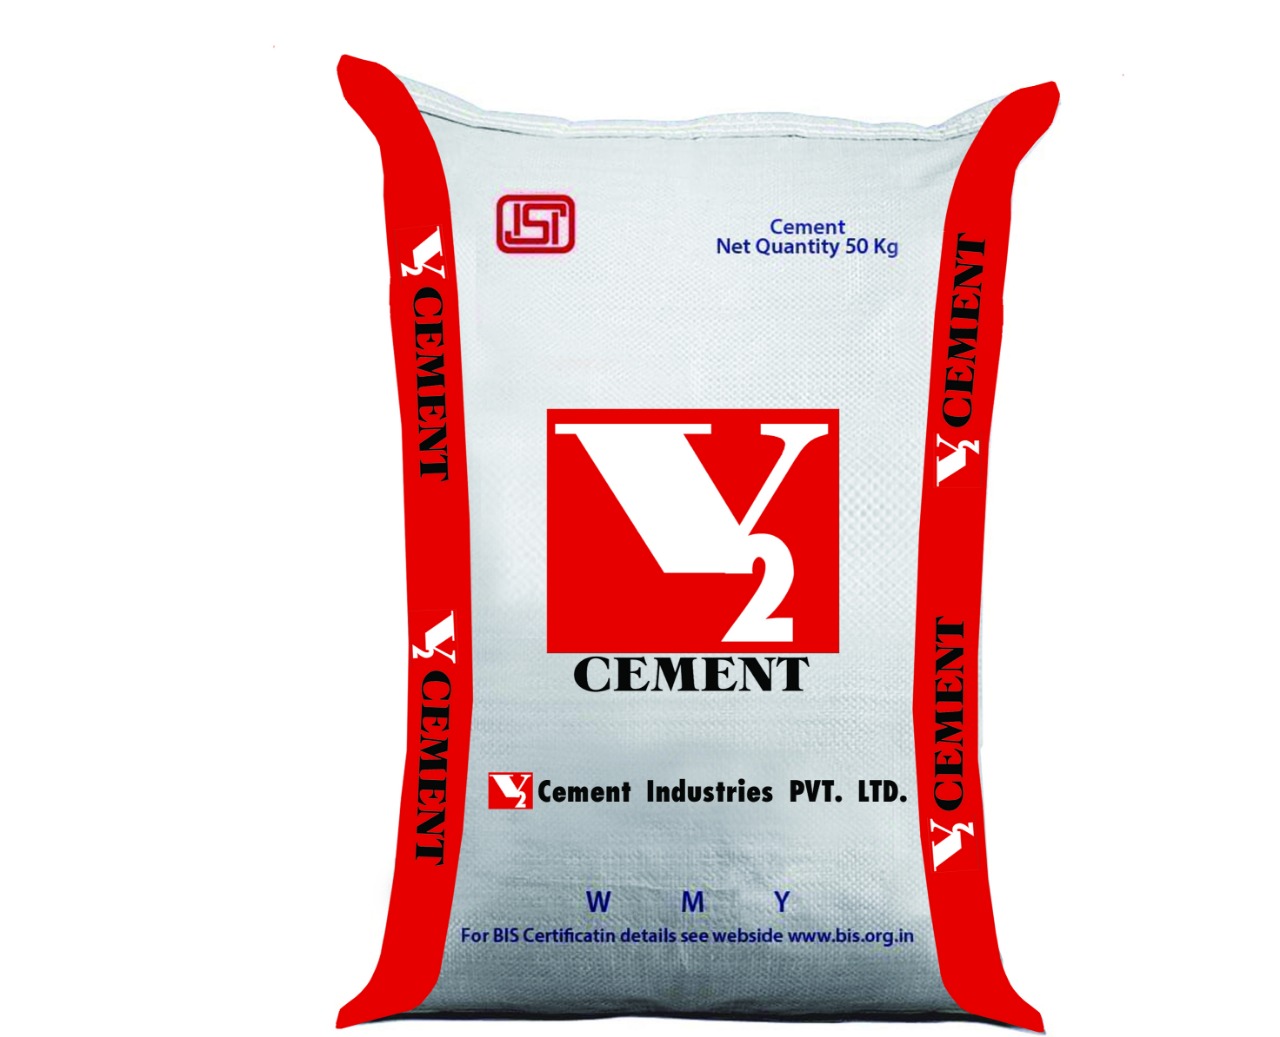 ISI
Cement
Net Quantity 50 Kg
V2 CEMENT
V2 CEMENT
V2 CEMENT
V2 CEMENT
V2
CEMENT
V2 Cement Industries PVT. LTD.
W M Y
For BIS Certificatin details see webside www.bis.org.in